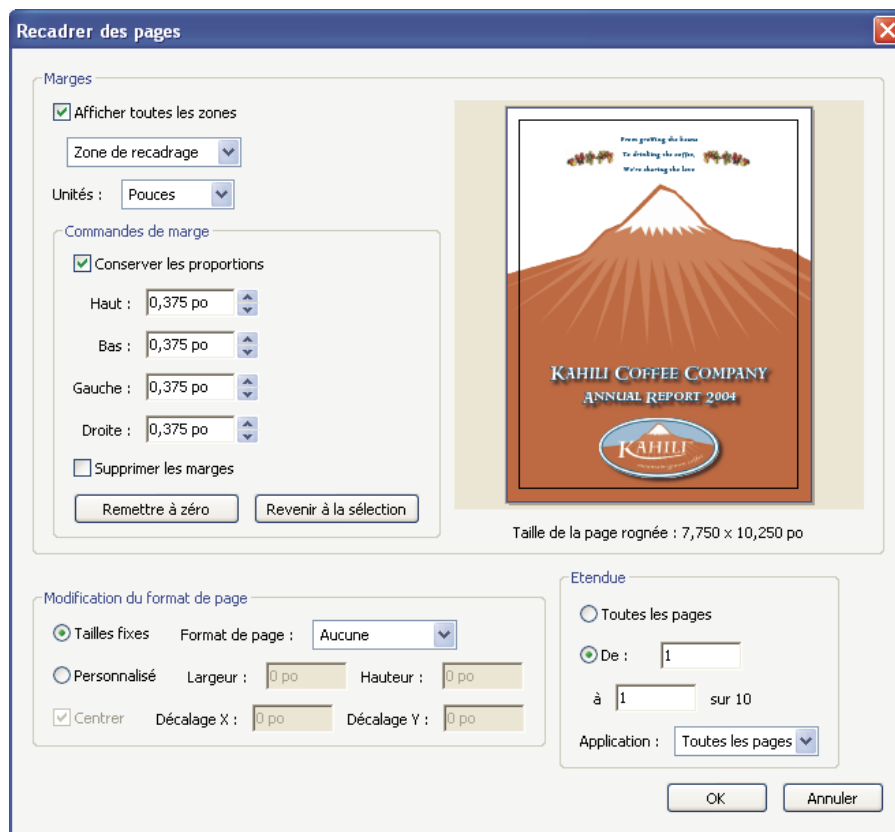 Recadrer des pages
Marges
Afficher toutes les zones
Zone de recadrage
Unités : Pouces
Commandes de marge
Conserver les proportions
Haut : 0,375 po
Bas : 0,375 po
Gauche : 0,375 po
Droite : 0,375 po
Supprimer les marges
Remettre à zéro Revenir à la sélection
From growing the beans
To drinking the coffee,
We're sharing the love
KAHILI COFFEE COMPANY
ANNUAL REPORT 2004
KAHILI
Taille de la page rognée : 7,750 x 10,250 po
Modification du format de page
Tailles fixes Format de page : Aucune
Personnalisé Largeur : 0 po Hauteur : 0 po
Centrer Décalage X : 0 po Décalage Y : 0 po
Etendue
Toutes les pages
De : 1
à 1 sur 10
Application : Toutes les pages
OK Annuler